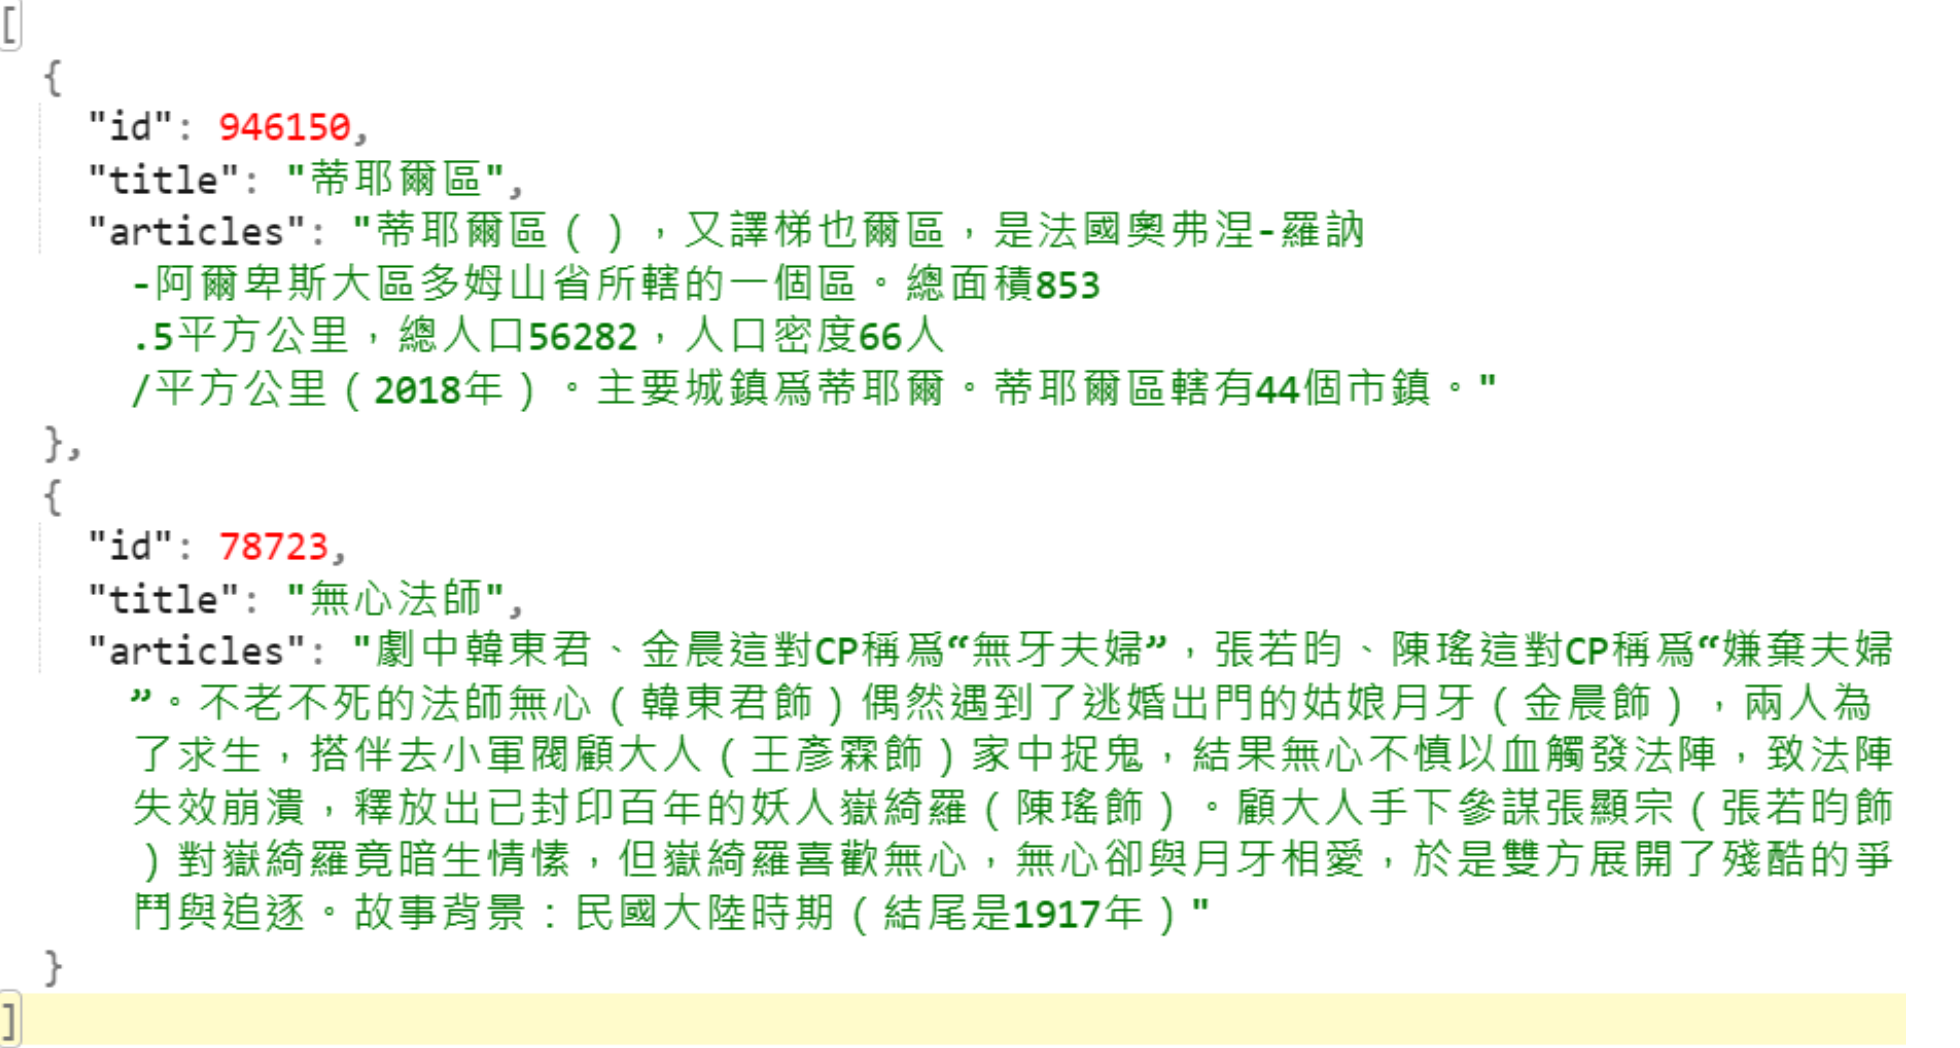 [
{
"id": 946150,
"title": "蒂耶爾區",
"articles": "蒂耶爾區（），又譯梯也爾區，是法國奧弗涅-羅訥
-阿爾卑斯大區多姆山省所轄的一個區。總面積853
.5平方公里，總人口56282，人口密度66人
/平方公里（2018年）。主要城鎮爲蒂耶爾。蒂耶爾區轄有44個市鎮。"
},
{
"id": 78723,
"title": "無心法師",
"articles": "劇中韓東君、金晨這對CP稱爲“無牙夫婦”，張若昀、陳瑤這對CP稱爲“嫌棄夫婦
”。不老不死的法師無心（韓東君飾）偶然遇到了逃婚出門的姑娘月牙（金晨飾），兩人為
了求生，搭伴去小軍閥顧大人（王彥霖飾）家中捉鬼，結果無心不慎以血觸發法陣，致法陣
失效崩潰，釋放出已封印百年的妖人嶽綺羅（陳瑤飾）。顧大人手下參謀張顯宗（張若昀飾
）對嶽綺羅竟暗生情愫，但嶽綺羅喜歡無心，無心卻與月牙相愛，於是雙方展開了殘酷的爭
鬥與追逐。故事背景：民國大陸時期（結尾是1917年）"
}
]